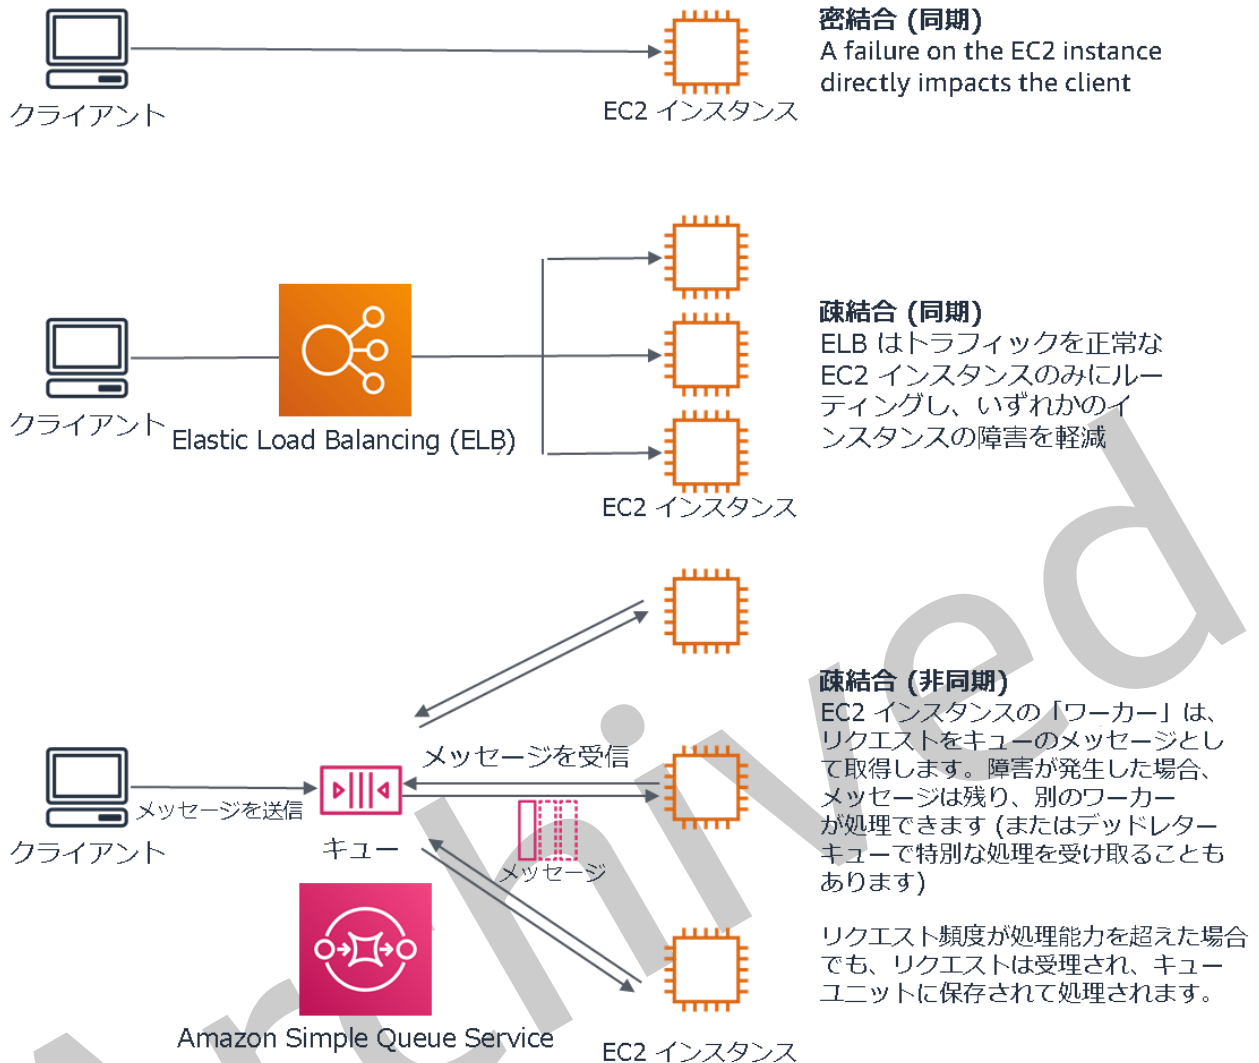 密結合 (同期)
A failure on the EC2 instance
directly impacts the client
クライアント
EC2 インスタンス
疎結合 (同期)
ELB はトラフィックを正常な
EC2 インスタンスのみにルー
ティングし、いずれかのイ
ンスタンスの障害を軽減
クライアント
Elastic Load Balancing (ELB)
EC2 インスタンス
疎結合 (非同期)
EC2 インスタンスの「ワーカー」は、
リクエストをキューのメッセージとし
て取得します。障害が発生した場合、
メッセージは残り、別のワーカー
が処理できます (またはデッドレター
キューで特別な処理を受け取ることも
あります)
リクエスト頻度が処理能力を超えた場合
でも、リクエストは受理され、キュー
ユニットに保存されて処理されます。
メッセージを受信
メッセージを送信
クライアント
キュー
メッセージ
Amazon Simple Queue Service
EC2 インスタンス
Archived